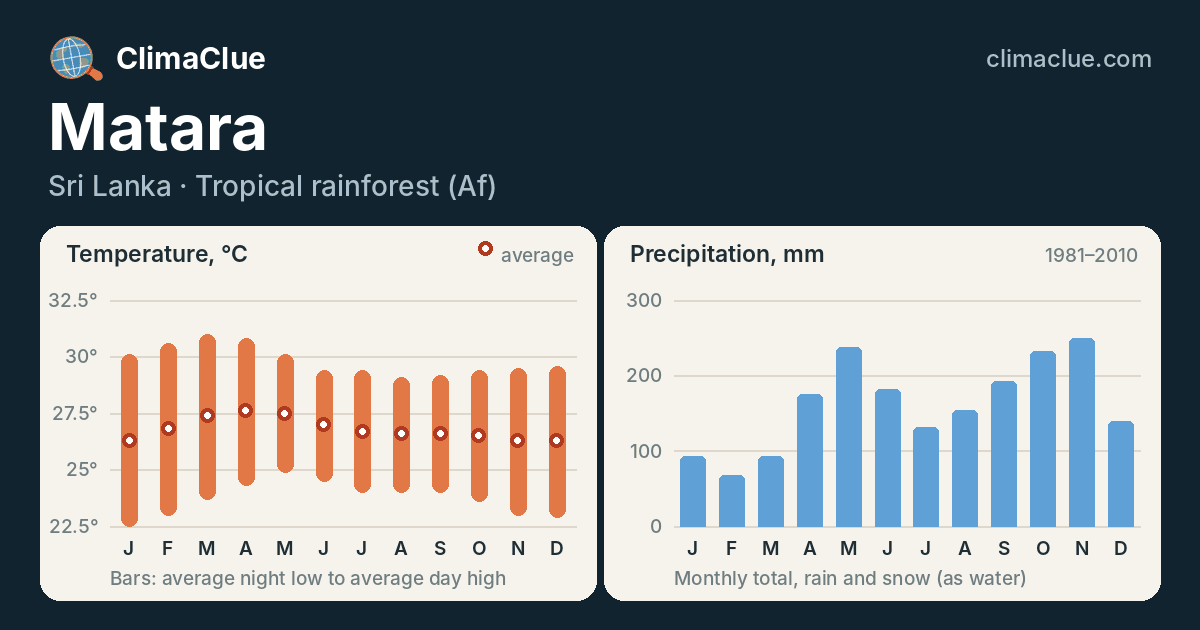 ClimaClue
climaclue.com
Matara
Sri Lanka · Tropical rainforest (Af)
Temperature, °C
average
32.5°
30°
27.5°
25°
22.5°
J F M A M J J A S O N D
Bars: average night low to average day high
Precipitation, mm
1981–2010
300
200
100
0
J F M A M J J A S O N D
Monthly total, rain and snow (as water)